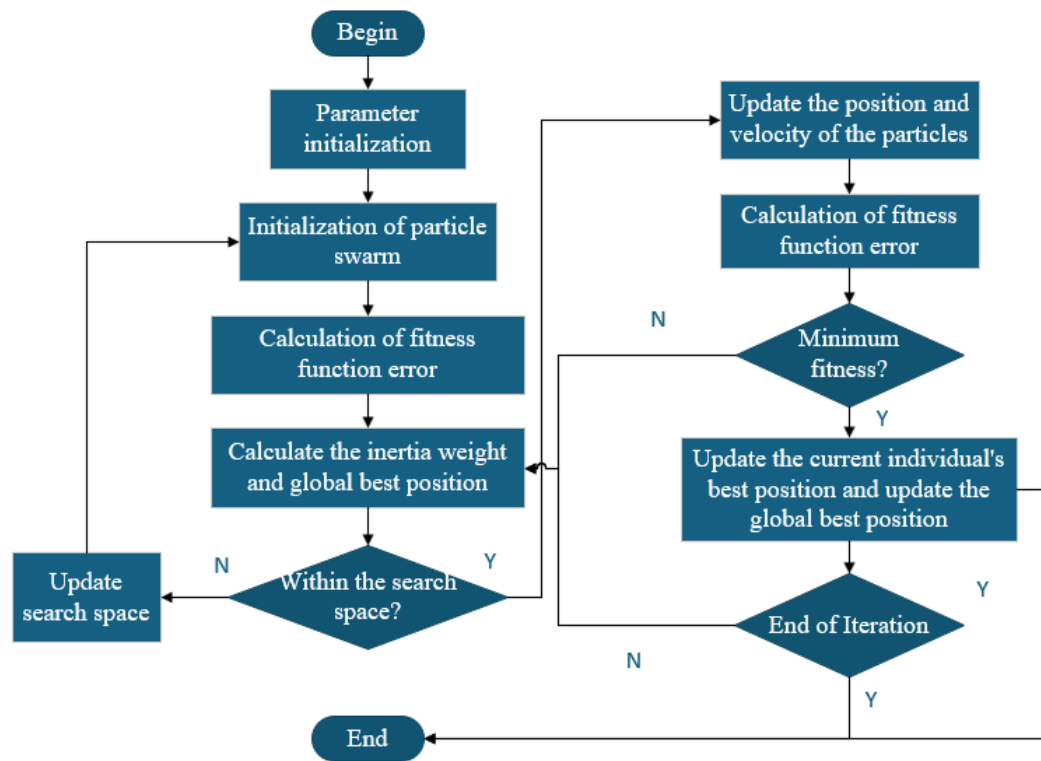 Begin
Parameter
initialization
Initialization of particle
swarm
Calculation of fitness
function error
Calculate the inertia weight
and global best position
Within the search
space?
N
Y
Update
search space
Update the position and
velocity of the particles
Calculation of fitness
function error
Minimum
fitness?
N
Y
Update the current individual's
best position and update the
global best position
Y
End of Iteration
N
Y
End